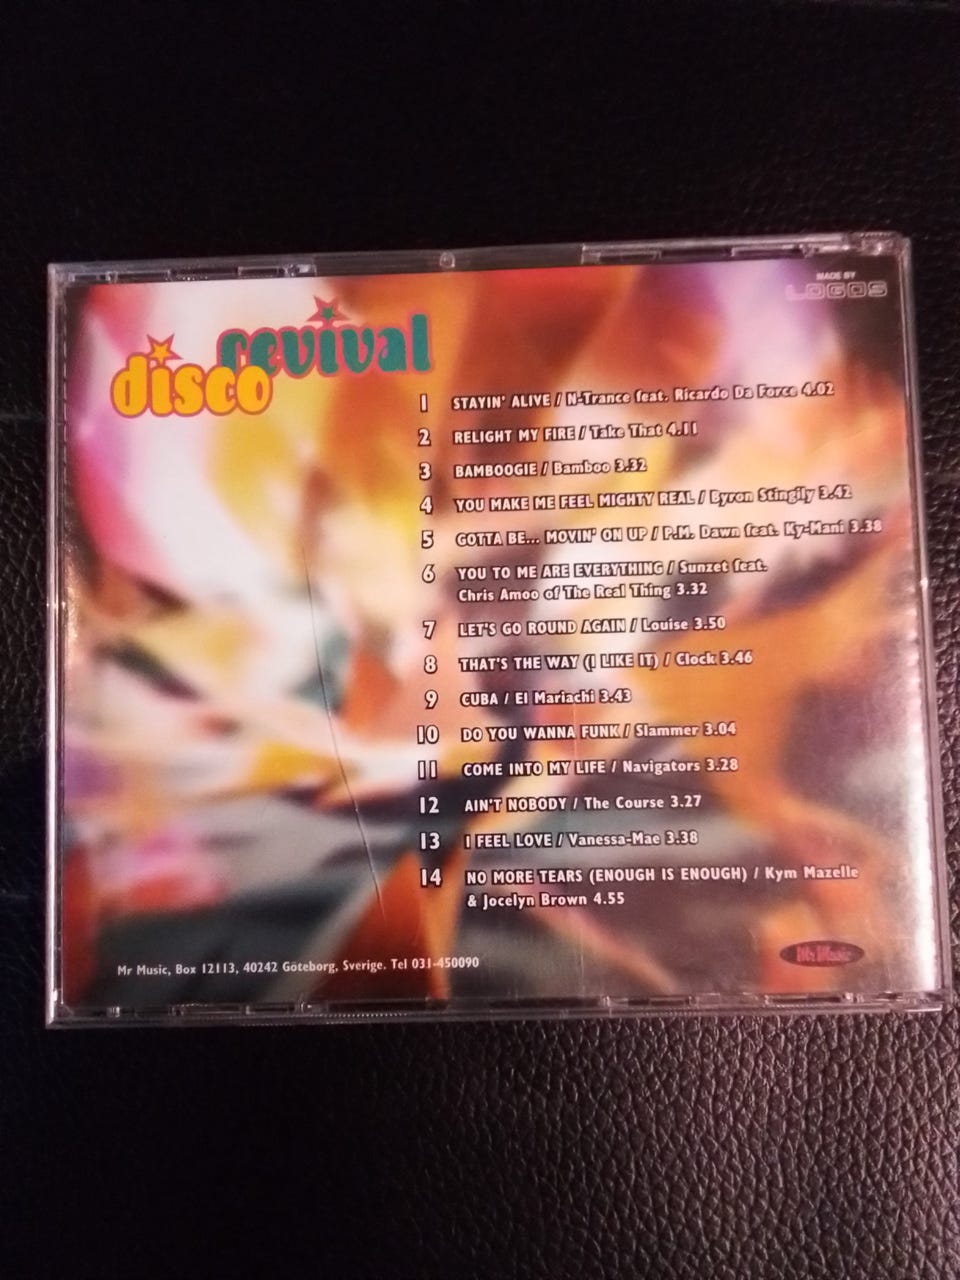 MADE BY
LOGOS
disco revival
1 STAYIN' ALIVE / N-Trance feat. Ricardo Da Force 4.02
2 RELIGHT MY FIRE / Take That 4.11
3 BAMBOOGIE / Bamboo 3.32
4 YOU MAKE ME FEEL MIGHTY REAL / Byron Stingily 3.42
5 GOTTA BE... MOVIN' ON UP / P.M. Dawn feat. Ky-Mani 3.38
6 YOU TO ME ARE EVERYTHING / Sunzet feat.
Chris Amoo of The Real Thing 3.32
7 LET'S GO ROUND AGAIN / Louise 3.50
8 THAT'S THE WAY (I LIKE IT) / Clock 3.46
9 CUBA / El Mariachi 3.43
10 DO YOU WANNA FUNK / Slammer 3.04
11 COME INTO MY LIFE / Navigators 3.28
12 AIN'T NOBODY / The Course 3.27
13 I FEEL LOVE / Vanessa-Mae 3.38
14 NO MORE TEARS (ENOUGH IS ENOUGH) / Kym Mazelle
& Jocelyn Brown 4.55
Mr Music, Box 12113, 40242 Göteborg, Sverige. Tel 031-450090
Mr Music